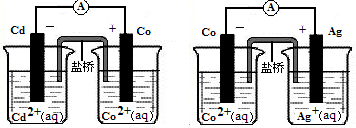 A
− +
Cd Co
盐桥
Cd2+(aq) Co2+(aq)
A
− +
Co Ag
盐桥
Co2+(aq) Ag+(aq)